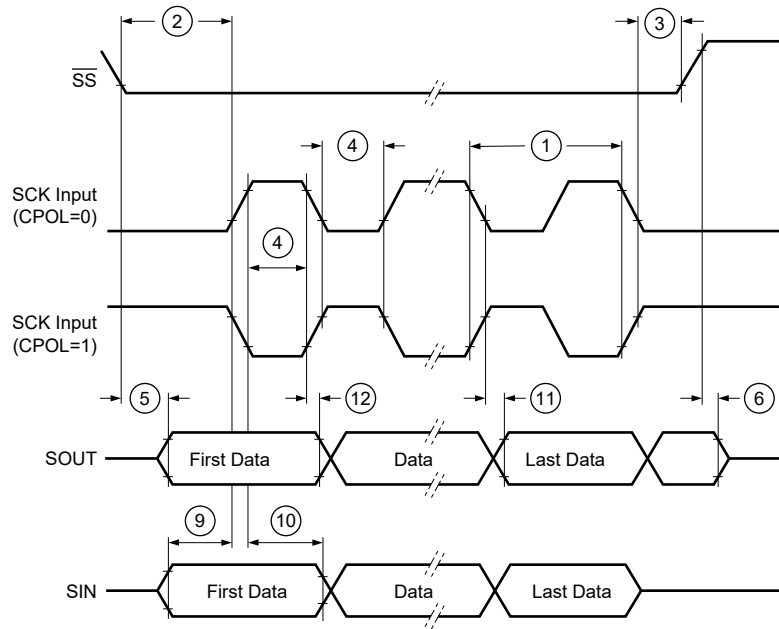 2
3
S̅S̅
4
1
SCK Input
(CPOL=0)
4
SCK Input
(CPOL=1)
5
12
11
6
SOUT
First Data
Data
Last Data
9
10
SIN
First Data
Data
Last Data